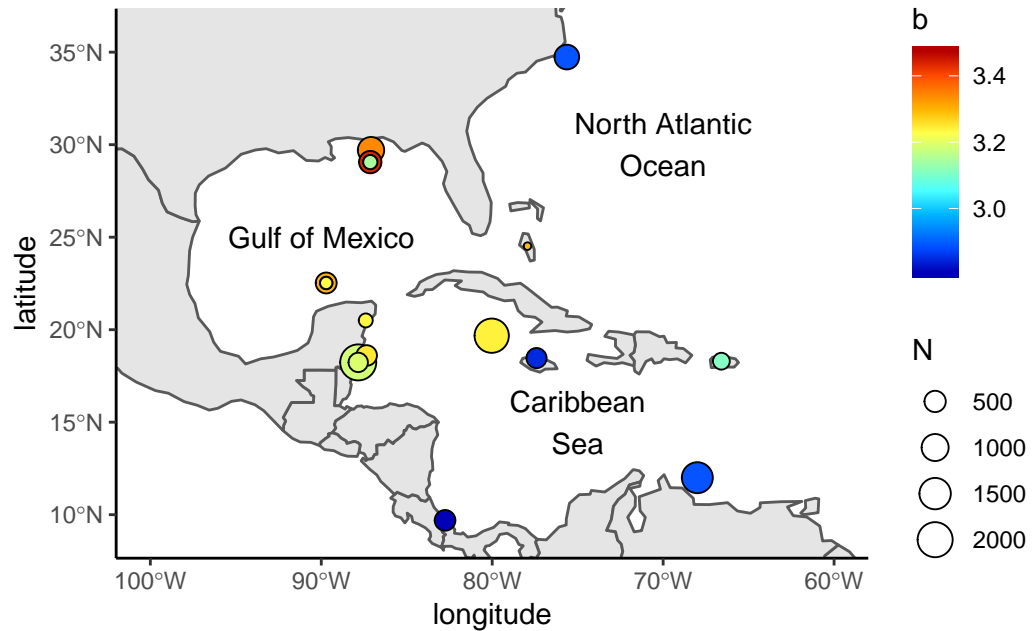 35°N
30°N
25°N
20°N
15°N
10°N
latitude
North Atlantic
Ocean
Gulf of Mexico
Caribbean
Sea
100°W
90°W
80°W
70°W
60°W
longitude
b
3.4
3.2
3.0
N
500
1000
1500
2000